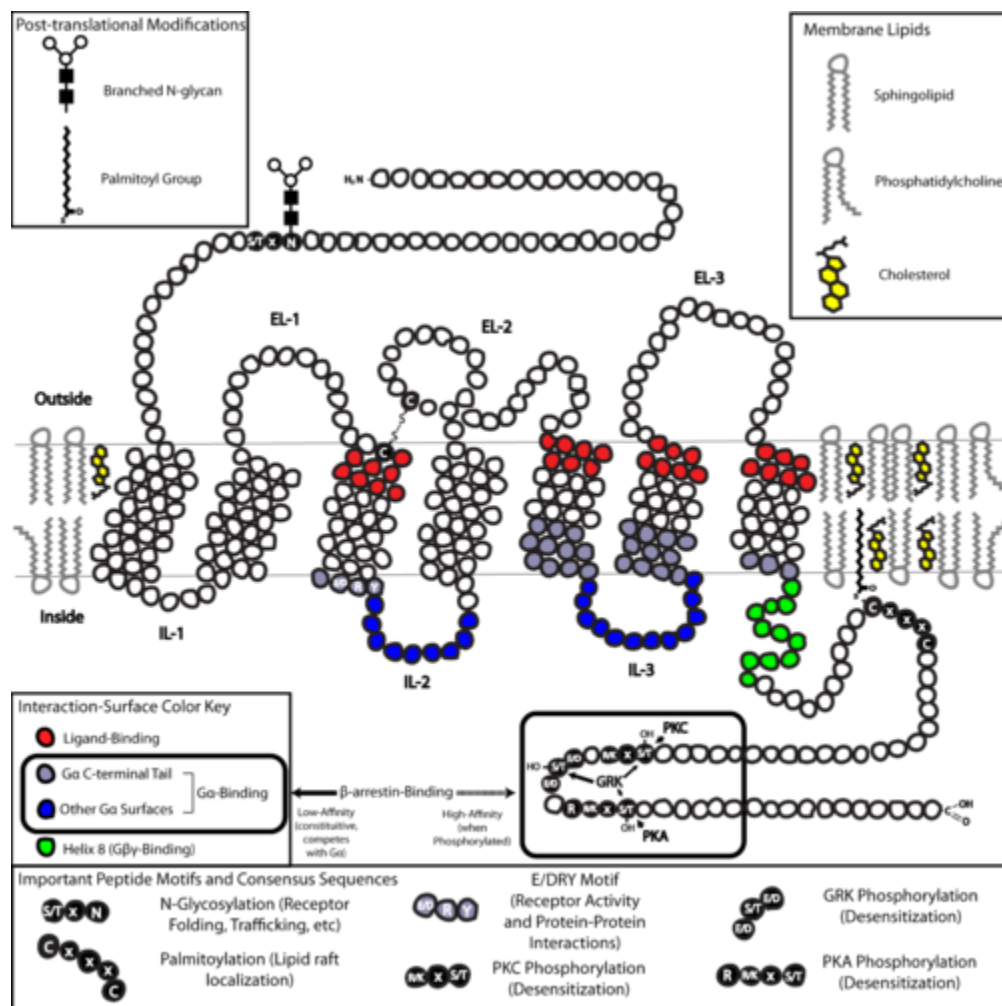 Post-translational Modifications
Branched N-glycan
Palmitoyl Group
S
O
Membrane Lipids
Sphingolipid
Phosphatidylcholine
Cholesterol
H₂N
S/T X N
EL-1
EL-2
EL-3
C
C
Outside
Inside
E/D R Y
IL-1
IL-2
IL-3
S
O
C X X X C
Interaction-Surface Color Key
Ligand-Binding
Gα C-terminal Tail
Other Gα Surfaces
Gα-Binding
Helix 8 (Gβγ-Binding)
β-arrestin-Binding
Low-Affinity
(constitutive,
competes
with Gα)
High-Affinity
(when
Phosphorylated)
OH
PKC
HO
S/T E/D R/K X S/T
E/D
GRK
R R/K X S/T
OH
PKA
C
OH
O
Important Peptide Motifs and Consensus Sequences
S/T X N
N-Glycosylation (Receptor
Folding, Trafficking, etc)
C X X X C
Palmitoylation (Lipid raft
localization)
E/D R Y
E/DRY Motif
(Receptor Activity
and Protein-Protein
Interactions)
R/K X S/T
PKC Phosphorylation
(Desensitization)
E/D S/T E/D
GRK Phosphorylation
(Desensitization)
R R/K X S/T
PKA Phosphorylation
(Desensitization)